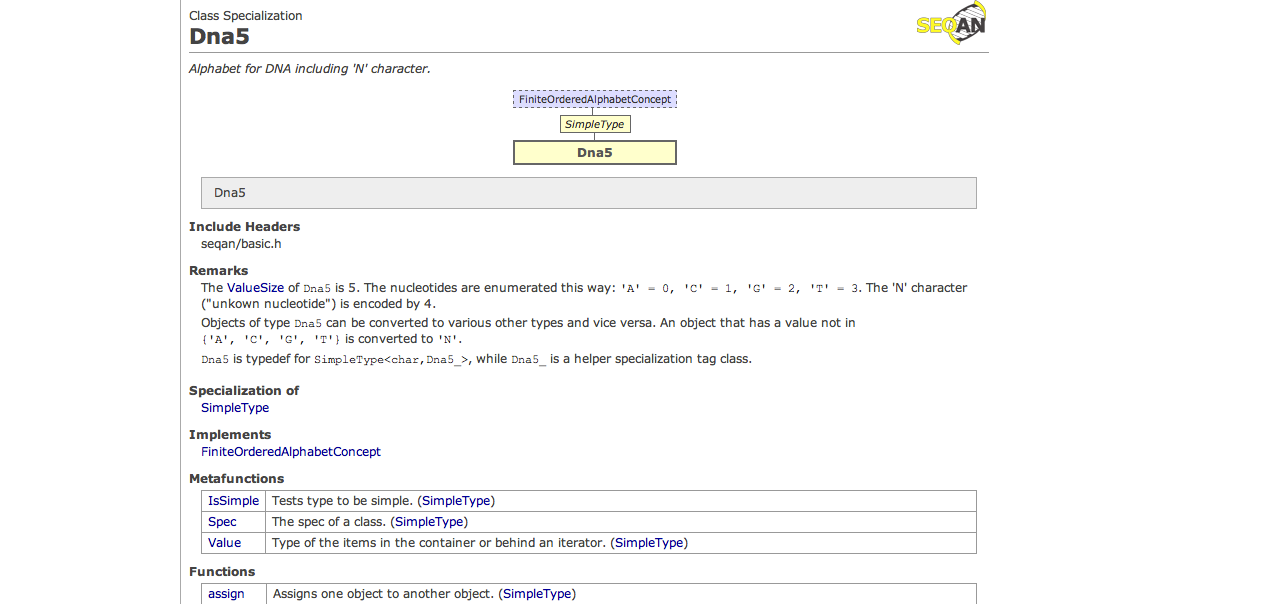 Class Specialization
Dna5
SEQAN
Alphabet for DNA including 'N' character.
FiniteOrderedAlphabetConcept
SimpleType
Dna5
Dna5
Include Headers
seqan/basic.h
Remarks
The ValueSize of Dna5 is 5. The nucleotides are enumerated this way: 'A' = 0, 'C' = 1, 'G' = 2, 'T' = 3. The 'N' character
("unkown nucleotide") is encoded by 4.
Objects of type Dna5 can be converted to various other types and vice versa. An object that has a value not in
{'A', 'C', 'G', 'T'} is converted to 'N'.
Dna5 is typedef for SimpleType<char,Dna5_>, while Dna5_ is a helper specialization tag class.
Specialization of
SimpleType
Implements
FiniteOrderedAlphabetConcept
Metafunctions
IsSimple Tests type to be simple. (SimpleType)
Spec The spec of a class. (SimpleType)
Value Type of the items in the container or behind an iterator. (SimpleType)
Functions
assign Assigns one object to another object. (SimpleType)